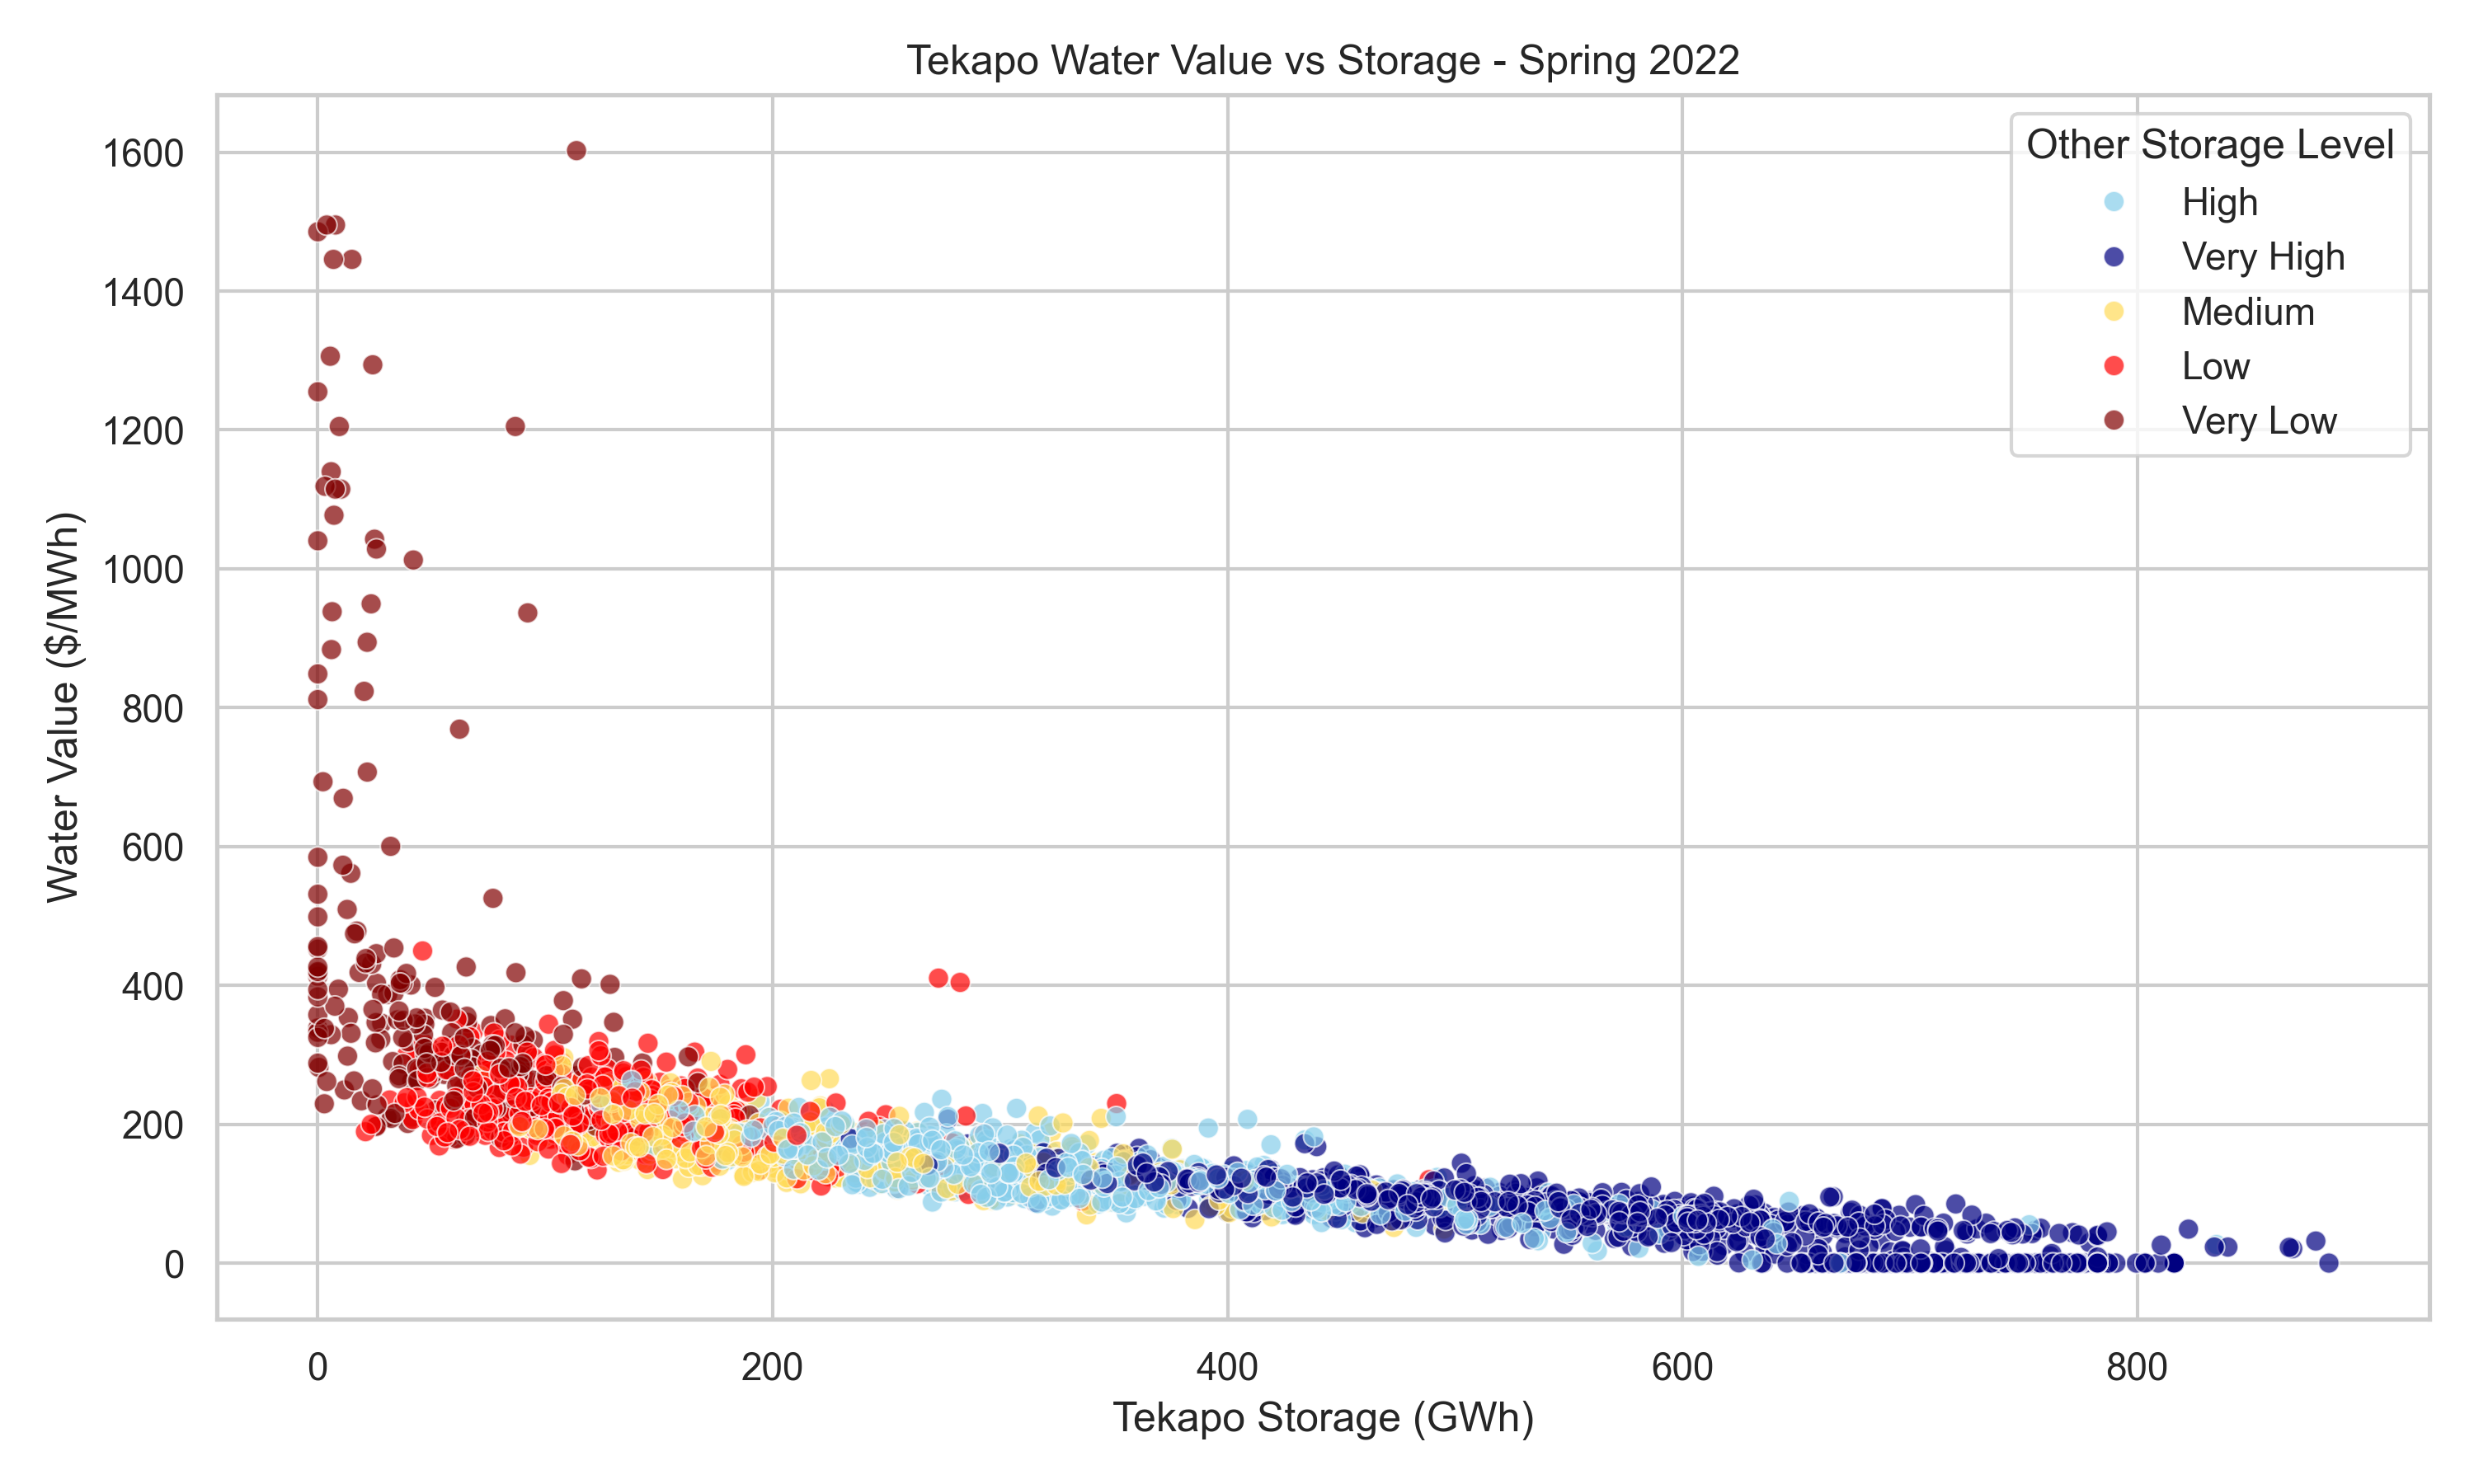 Tekapo Water Value vs Storage - Spring 2022
Other Storage Level
High
Very High
Medium
Low
Very Low
Water Value ($/MWh)
1600
1400
1200
1000
800
600
400
200
0
0
200
400
600
800
Tekapo Storage (GWh)